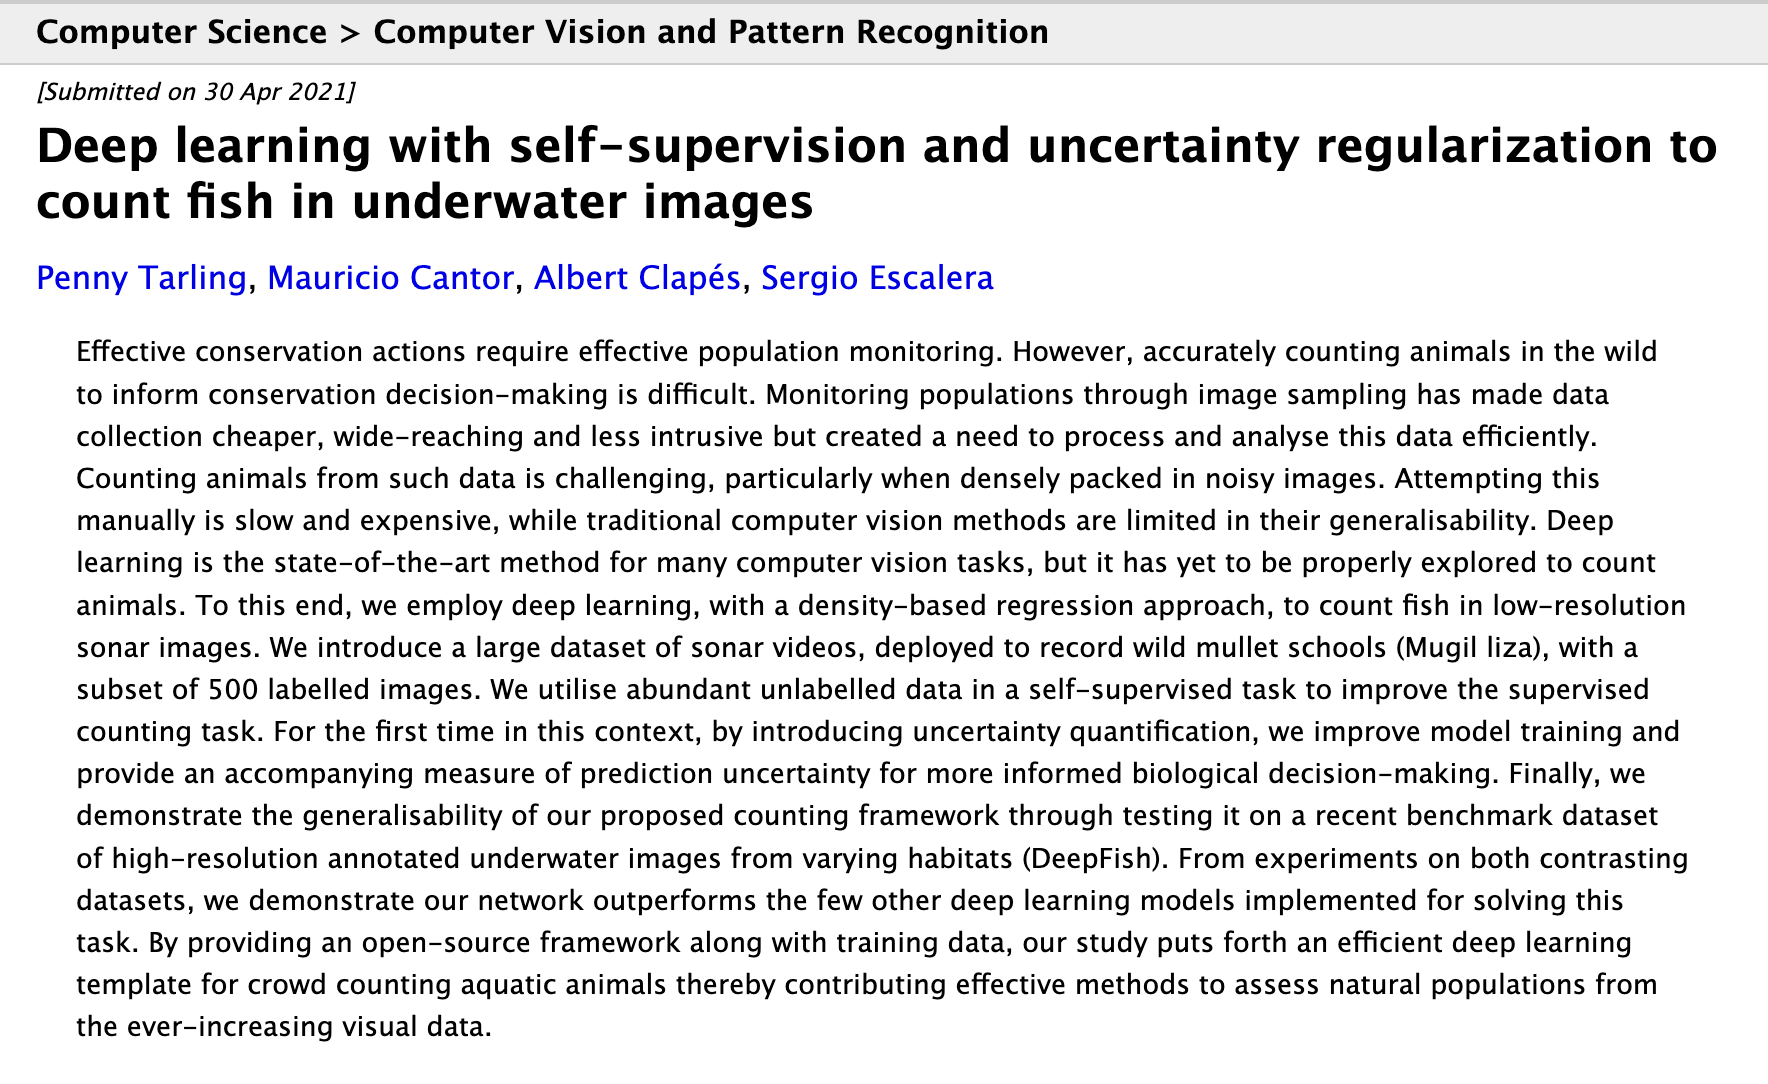 Computer Science > Computer Vision and Pattern Recognition
[Submitted on 30 Apr 2021]
Deep learning with self-supervision and uncertainty regularization to
count fish in underwater images
Penny Tarling, Mauricio Cantor, Albert Clapés, Sergio Escalera
Effective conservation actions require effective population monitoring. However, accurately counting animals in the wild
to inform conservation decision-making is difficult. Monitoring populations through image sampling has made data
collection cheaper, wide-reaching and less intrusive but created a need to process and analyse this data efficiently.
Counting animals from such data is challenging, particularly when densely packed in noisy images. Attempting this
manually is slow and expensive, while traditional computer vision methods are limited in their generalisability. Deep
learning is the state-of-the-art method for many computer vision tasks, but it has yet to be properly explored to count
animals. To this end, we employ deep learning, with a density-based regression approach, to count fish in low-resolution
sonar images. We introduce a large dataset of sonar videos, deployed to record wild mullet schools (Mugil liza), with a
subset of 500 labelled images. We utilise abundant unlabelled data in a self-supervised task to improve the supervised
counting task. For the first time in this context, by introducing uncertainty quantification, we improve model training and
provide an accompanying measure of prediction uncertainty for more informed biological decision-making. Finally, we
demonstrate the generalisability of our proposed counting framework through testing it on a recent benchmark dataset
of high-resolution annotated underwater images from varying habitats (DeepFish). From experiments on both contrasting
datasets, we demonstrate our network outperforms the few other deep learning models implemented for solving this
task. By providing an open-source framework along with training data, our study puts forth an efficient deep learning
template for crowd counting aquatic animals thereby contributing effective methods to assess natural populations from
the ever-increasing visual data.